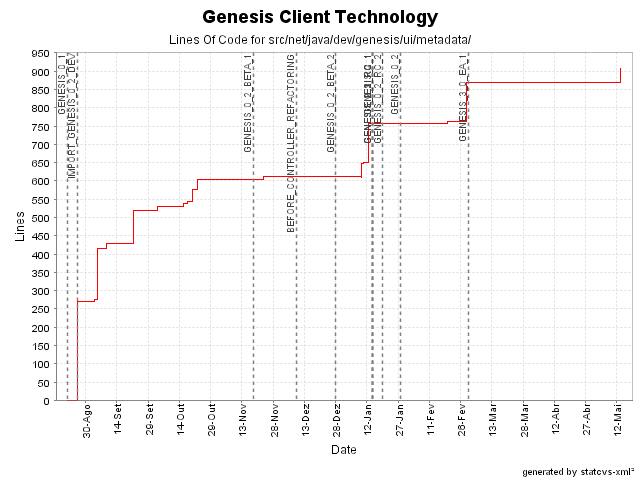 Genesis Client Technology
Lines Of Code for src/net/java/dev/genesis/ui/metadata/
950
900
850
800
750
700
650
600
550
500
450
400
350
300
250
200
150
100
50
0
Lines
GENESIS_0_1
IMPORT_GENESIS_0_2_DEV
GENESIS_0_2_BETA_1
BEFORE_CONTROLLER_REFACTORING
GENESIS_0_2_BETA_2
GENESIS_0_2_RC_2
GENESIS_0_2
GENESIS_3_0_EA_1
30-Ago
14-Set
29-Set
14-Out
29-Out
13-Nov
28-Nov
13-Dez
28-Dez
12-Jan
27-Jan
11-Fev
26-Fev
13-Mar
28-Mar
12-Abr
27-Abr
12-Mai
Date
generated by statcvs-xml²